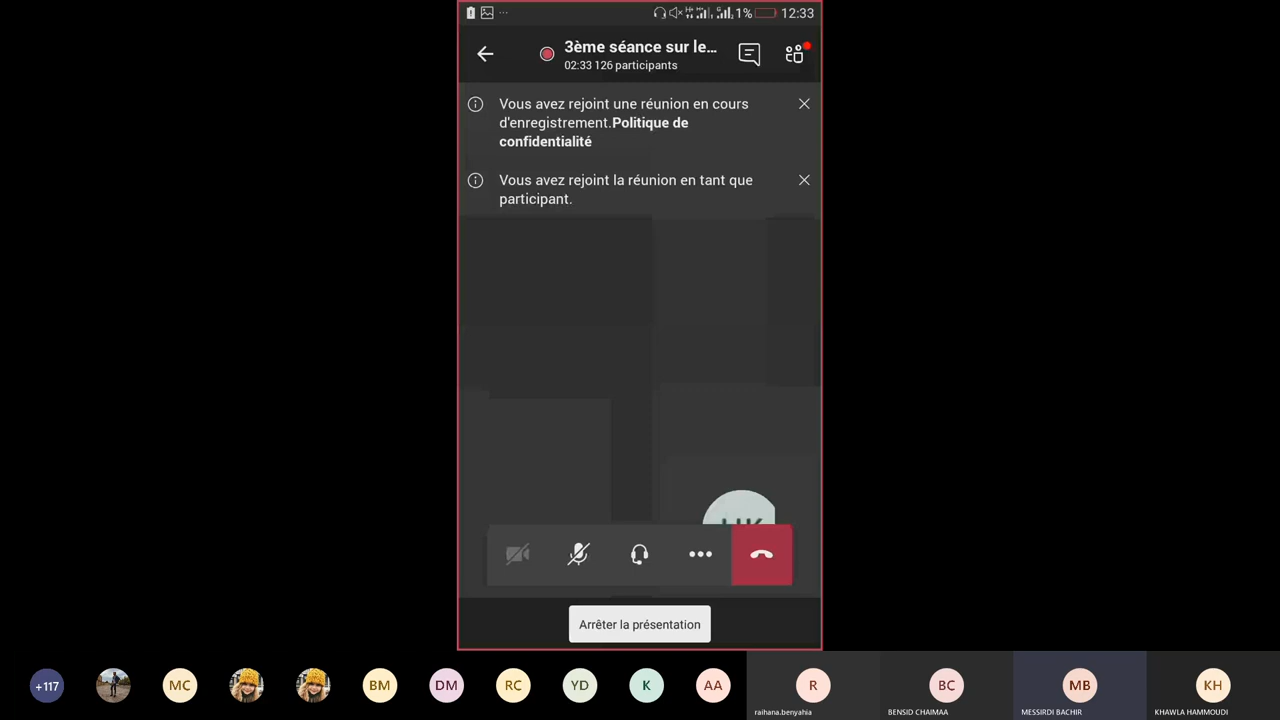 1% 12:33
3ème séance sur le...
02:33 126 participants
Vous avez rejoint une réunion en cours
d'enregistrement.Politique de
confidentialité
Vous avez rejoint la réunion en tant que
participant.
Arrêter la présentation
+117
MC
BM
DM
RC
YD
K
AA
R
BC
MB
KH
raihana.benyahia
BENSID CHAIMAA
MESSIRDI BACHIR
KHAWLA HAMMOUDI